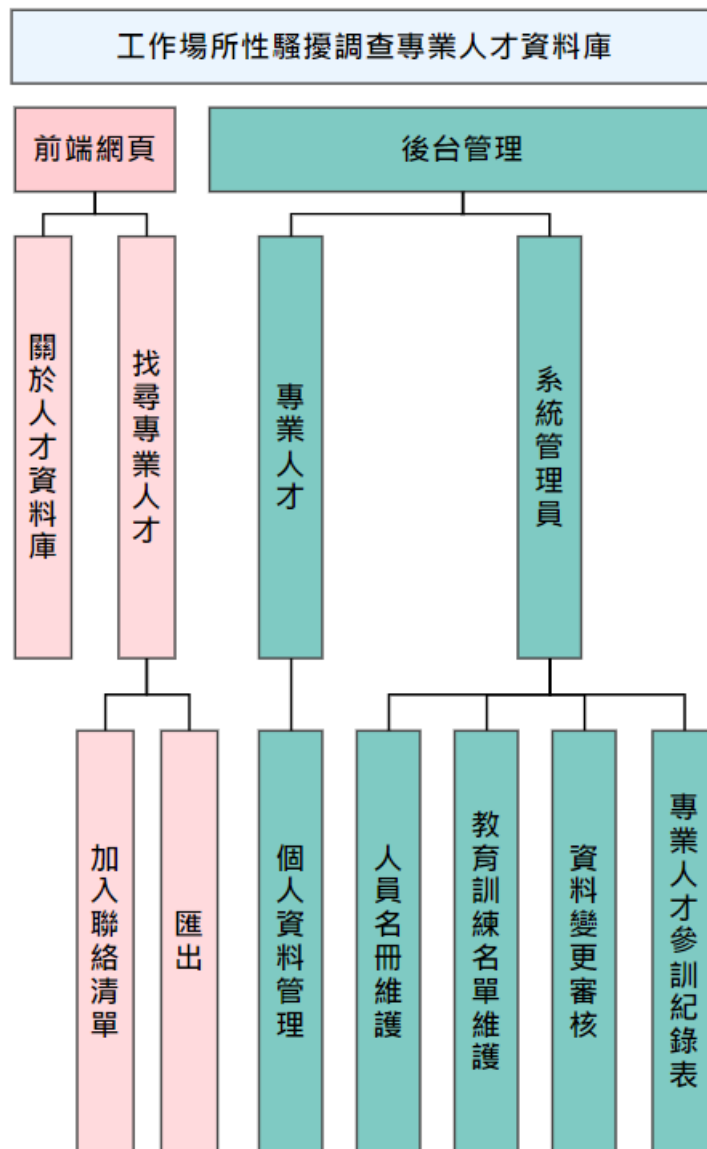 工作場所性騷擾調查專業人才資料庫
前端網頁
後台管理
關於人才資料庫
找尋專業人才
專業人才
系統管理員
加入聯絡清單
匯出
個人資料管理
人員名冊維護
教育訓練名單維護
資料變更審核
專業人才參訓紀錄表